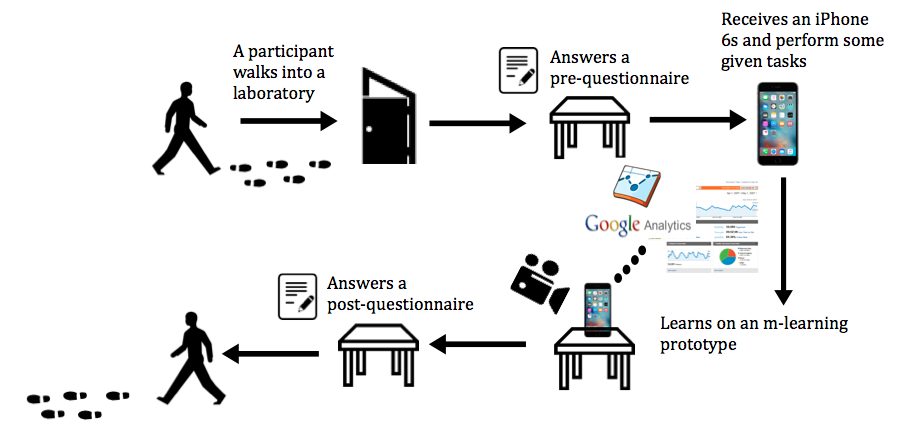 A participant
walks into a
laboratory
Answers a
pre-questionnaire
Receives an iPhone
6s and perform some
given tasks
Google Analytics
Learns on an m-learning
prototype
Answers a
post-questionnaire